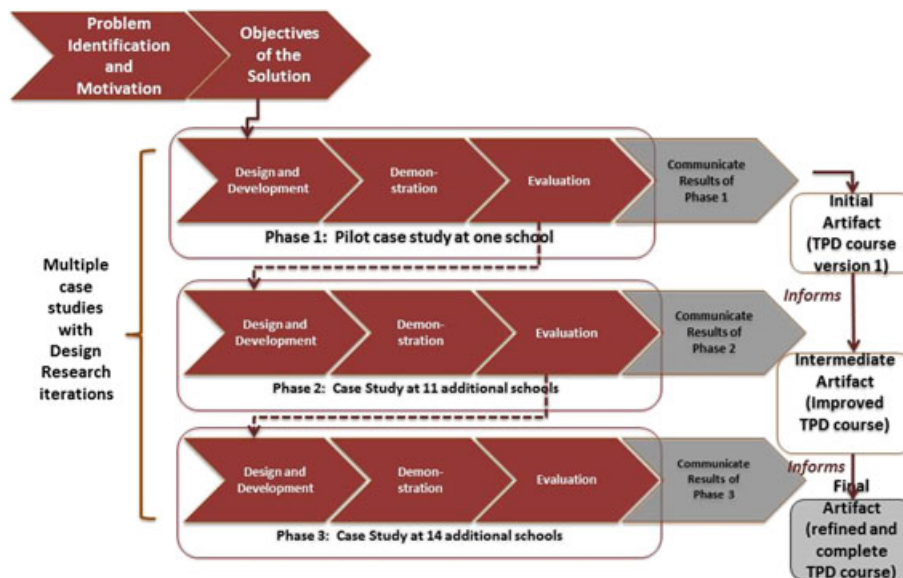 Problem
Identification
and
Motivation
Objectives
of the
Solution
Multiple
case
studies
with
Design
Research
iterations
Design and
Development
Demon-
stration
Evaluation
Communicate
Results of
Phase 1
Phase 1: Pilot case study at one school
Initial
Artifact
(TPD course
version 1)
Informs
Design and
Development
Demon-
stration
Evaluation
Communicate
Results of
Phase 2
Phase 2: Case Study at 11 additional schools
Intermediate
Artifact
(Improved
TPD course)
Informs
Design and
Development
Demon-
stration
Evaluation
Communicate
Results of
Phase 3
Phase 3: Case Study at 14 additional schools
Final
Artifact
(refined and
complete
TPD course)